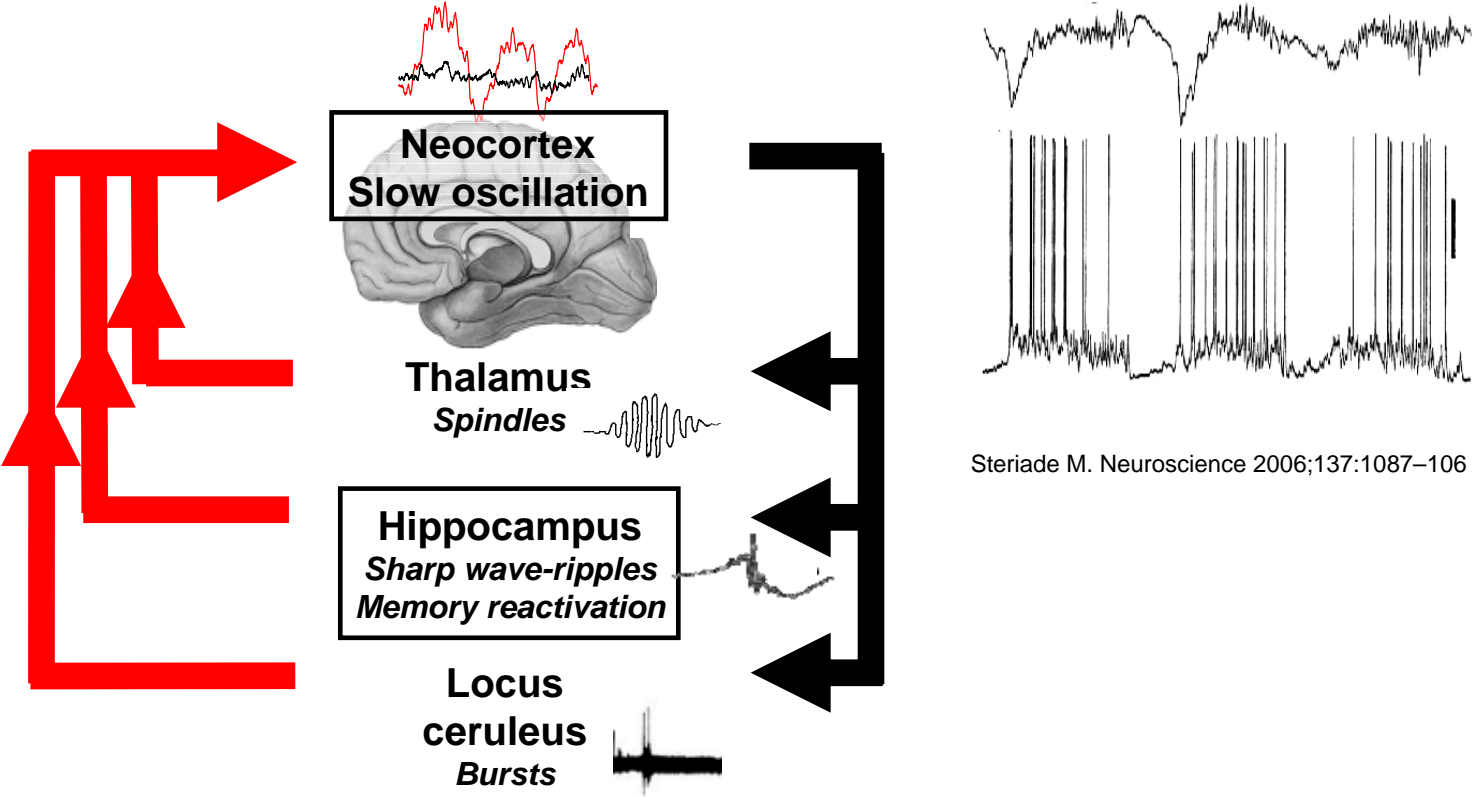 Neocortex
Slow oscillation
Thalamus
Spindles
Hippocampus
Sharp wave-ripples
Memory reactivation
Locus
ceruleus
Bursts
Steriade M. Neuroscience 2006;137:1087–106